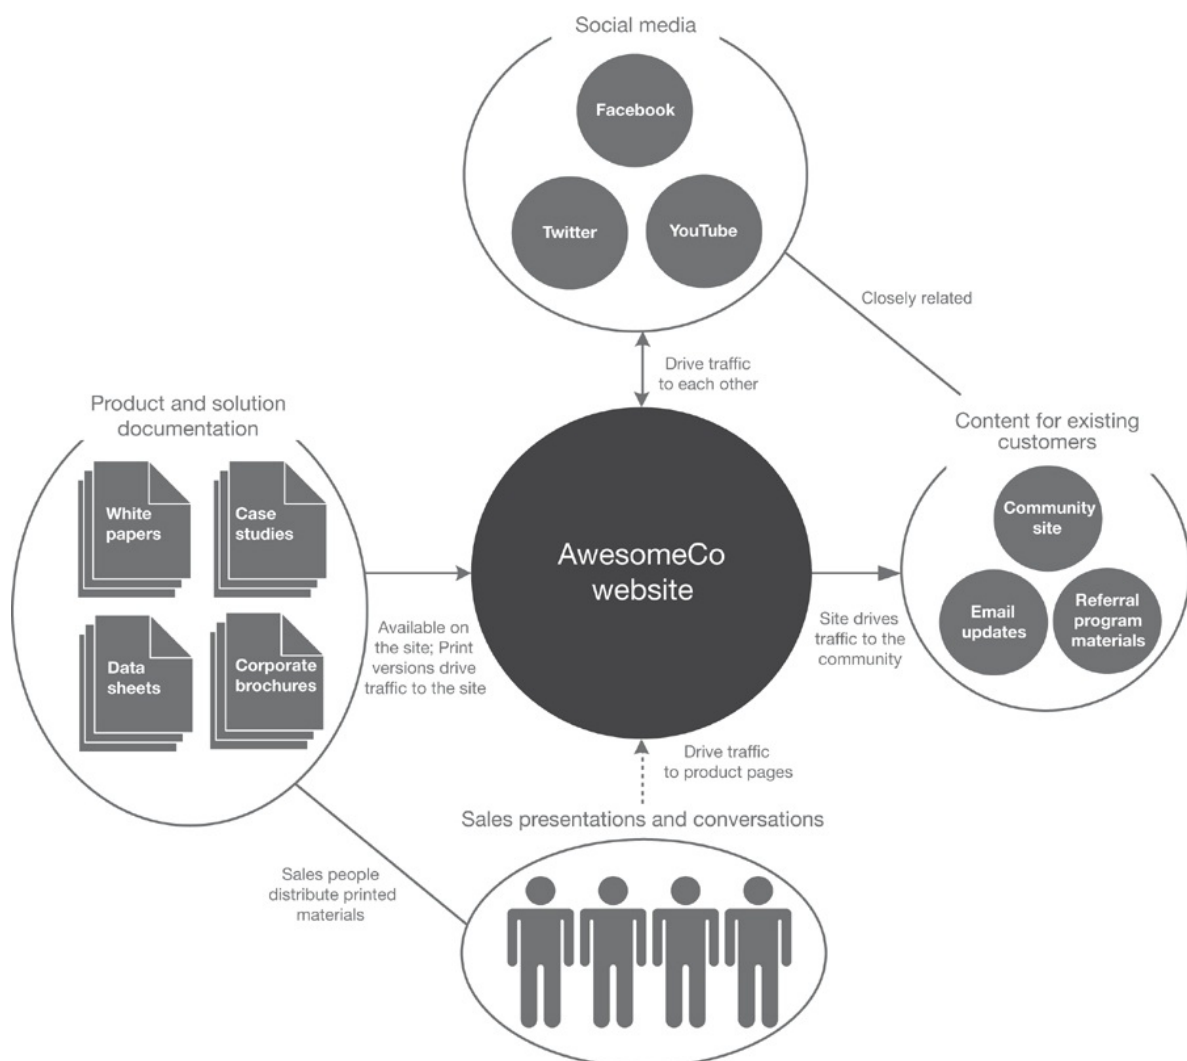 Social media
Facebook
Twitter
YouTube
Closely related
Drive traffic
to each other
Product and solution
documentation
White
papers
Case
studies
Data
sheets
Corporate
brochures
Available on
the site; Print
versions drive
traffic to the site
AwesomeCo
website
Site drives
traffic to the
community
Content for existing
customers
Community
site
Email
updates
Referral
program
materials
Drive traffic
to product pages
Sales presentations and conversations
Sales people
distribute printed
materials